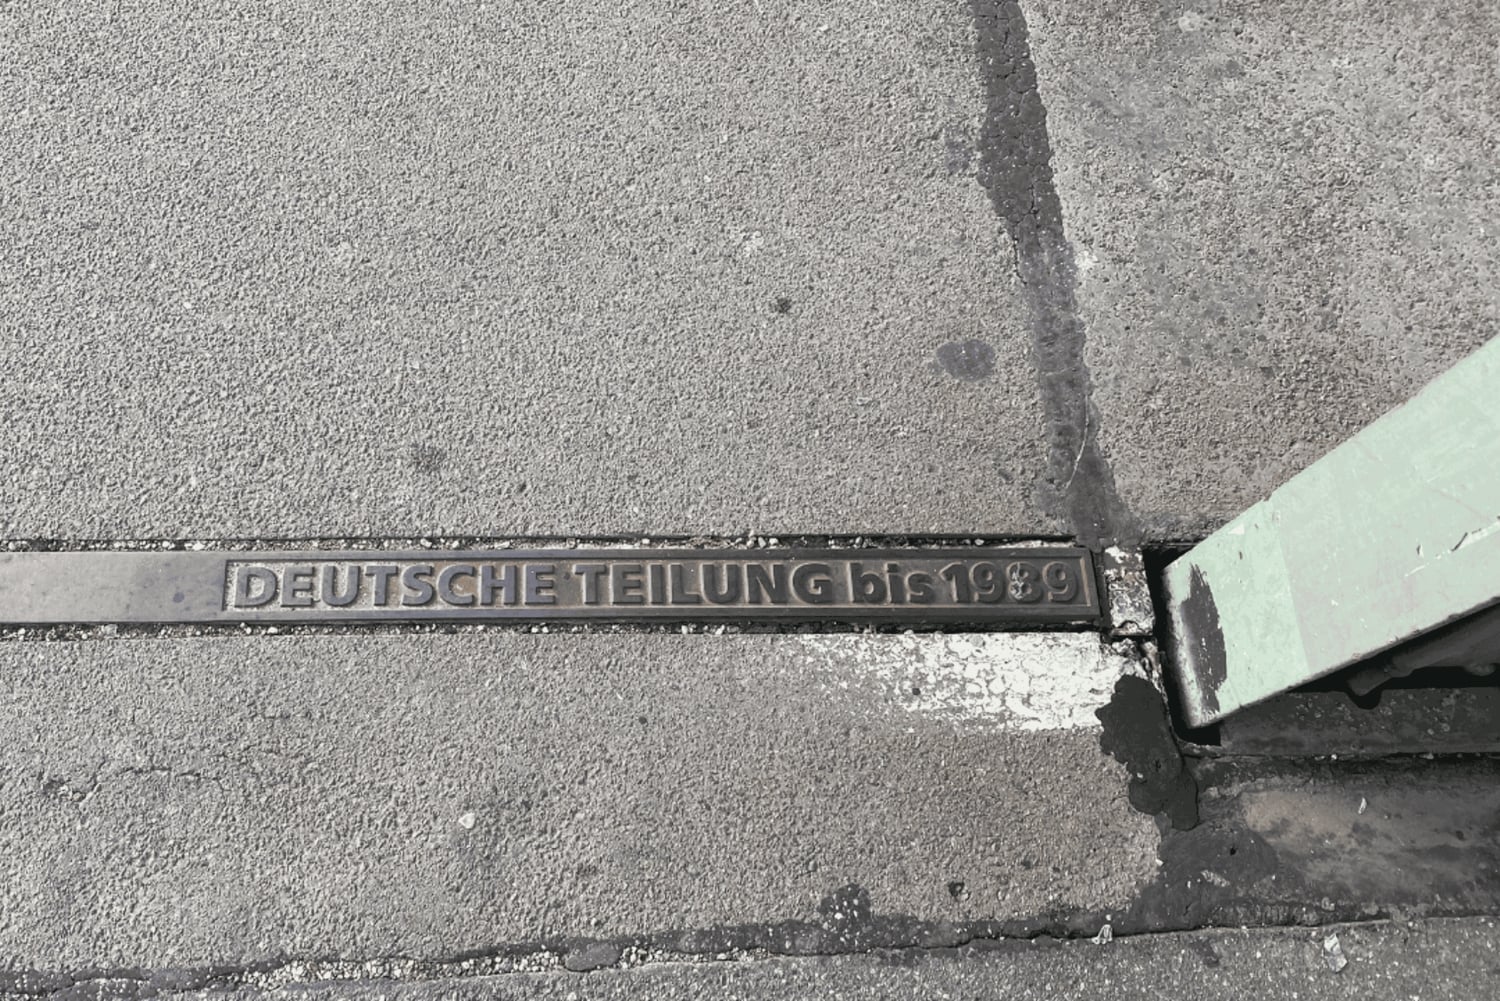 DEUTSCHE TEILUNG bis 1989